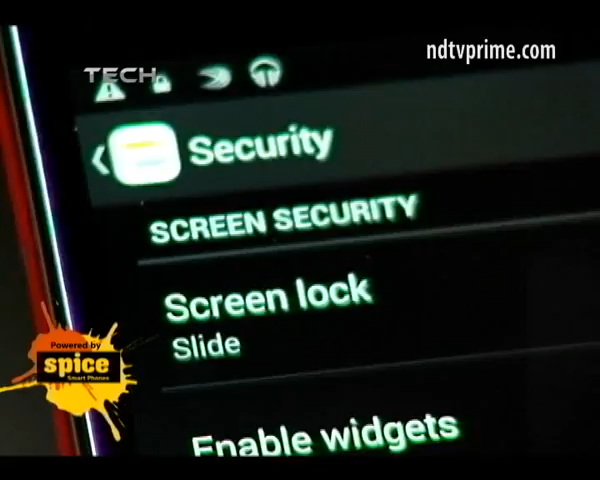 ndtvprime.com
TECH
Security
SCREEN SECURITY
Screen lock
Slide
Powered by
spice
Smart Phones
Enable widgets